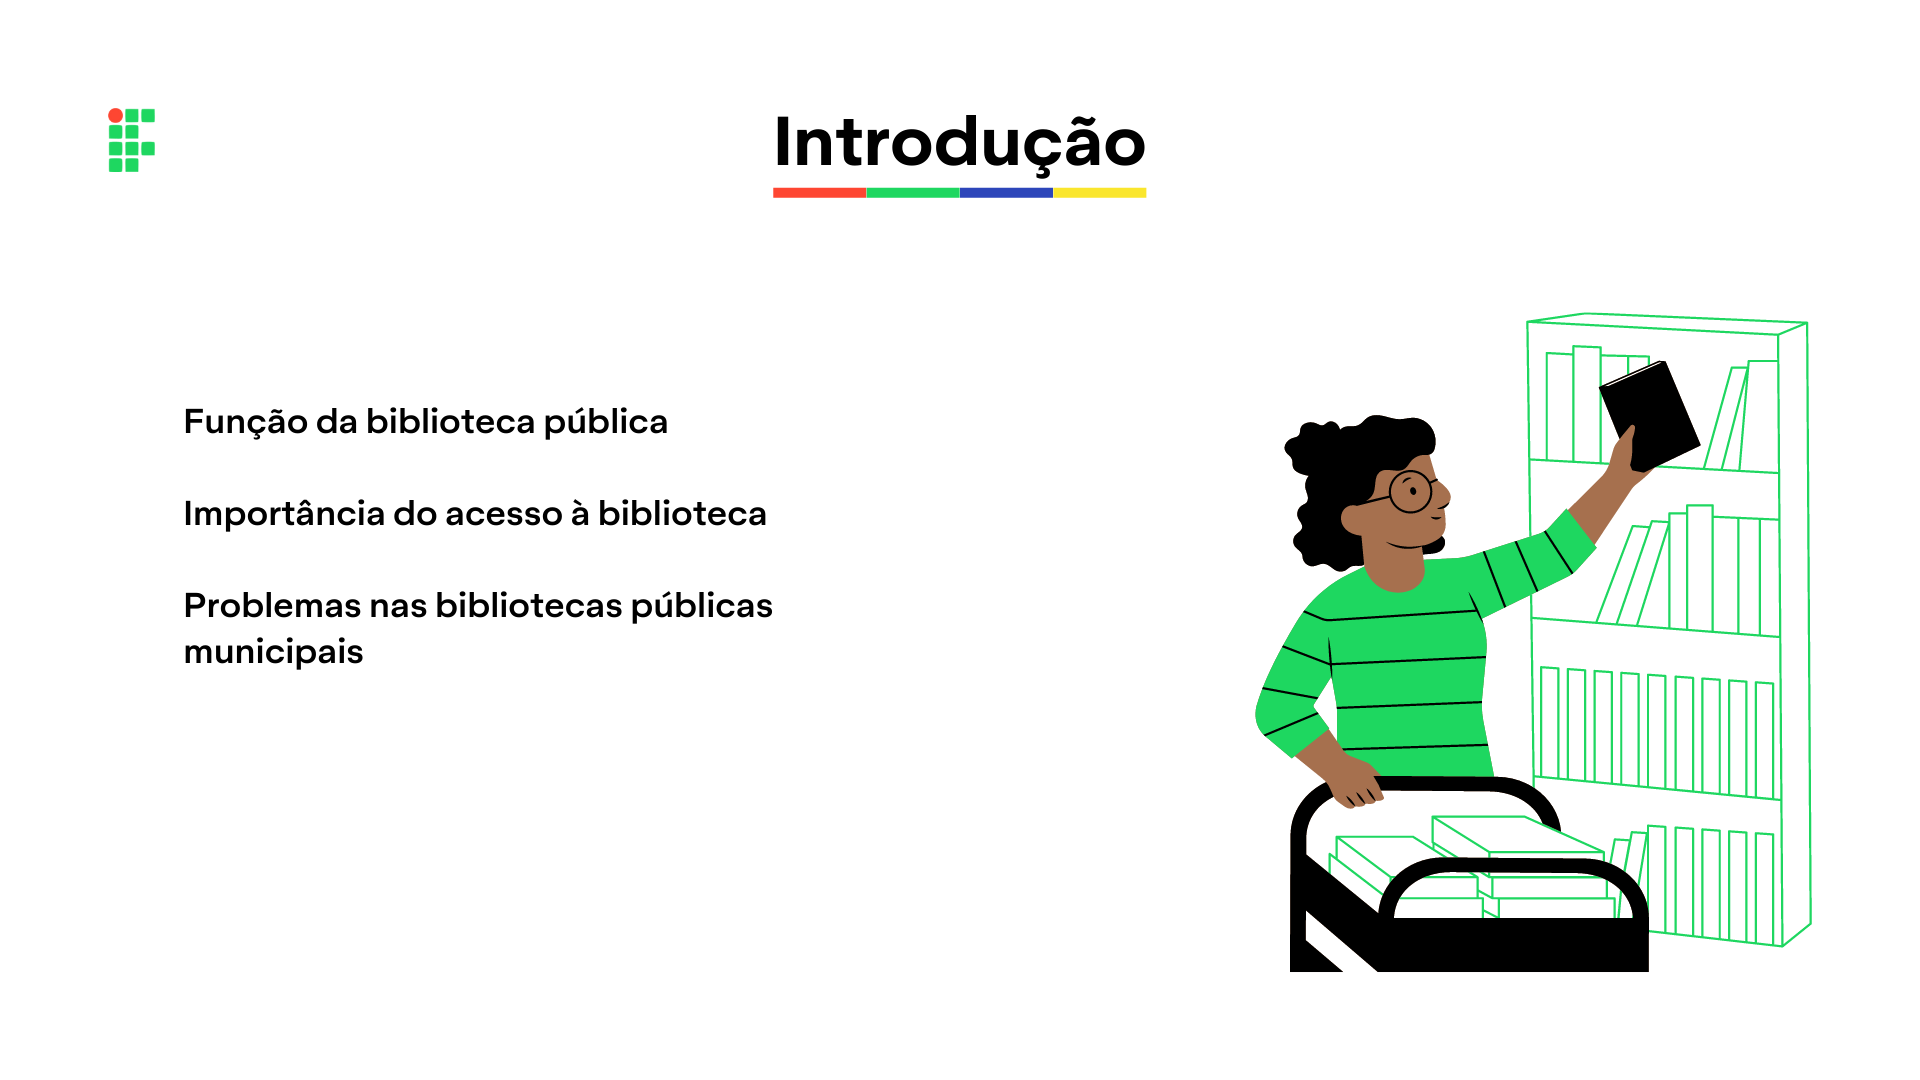 Introdução
Função da biblioteca pública
Importância do acesso à biblioteca
Problemas nas bibliotecas públicas
municipais